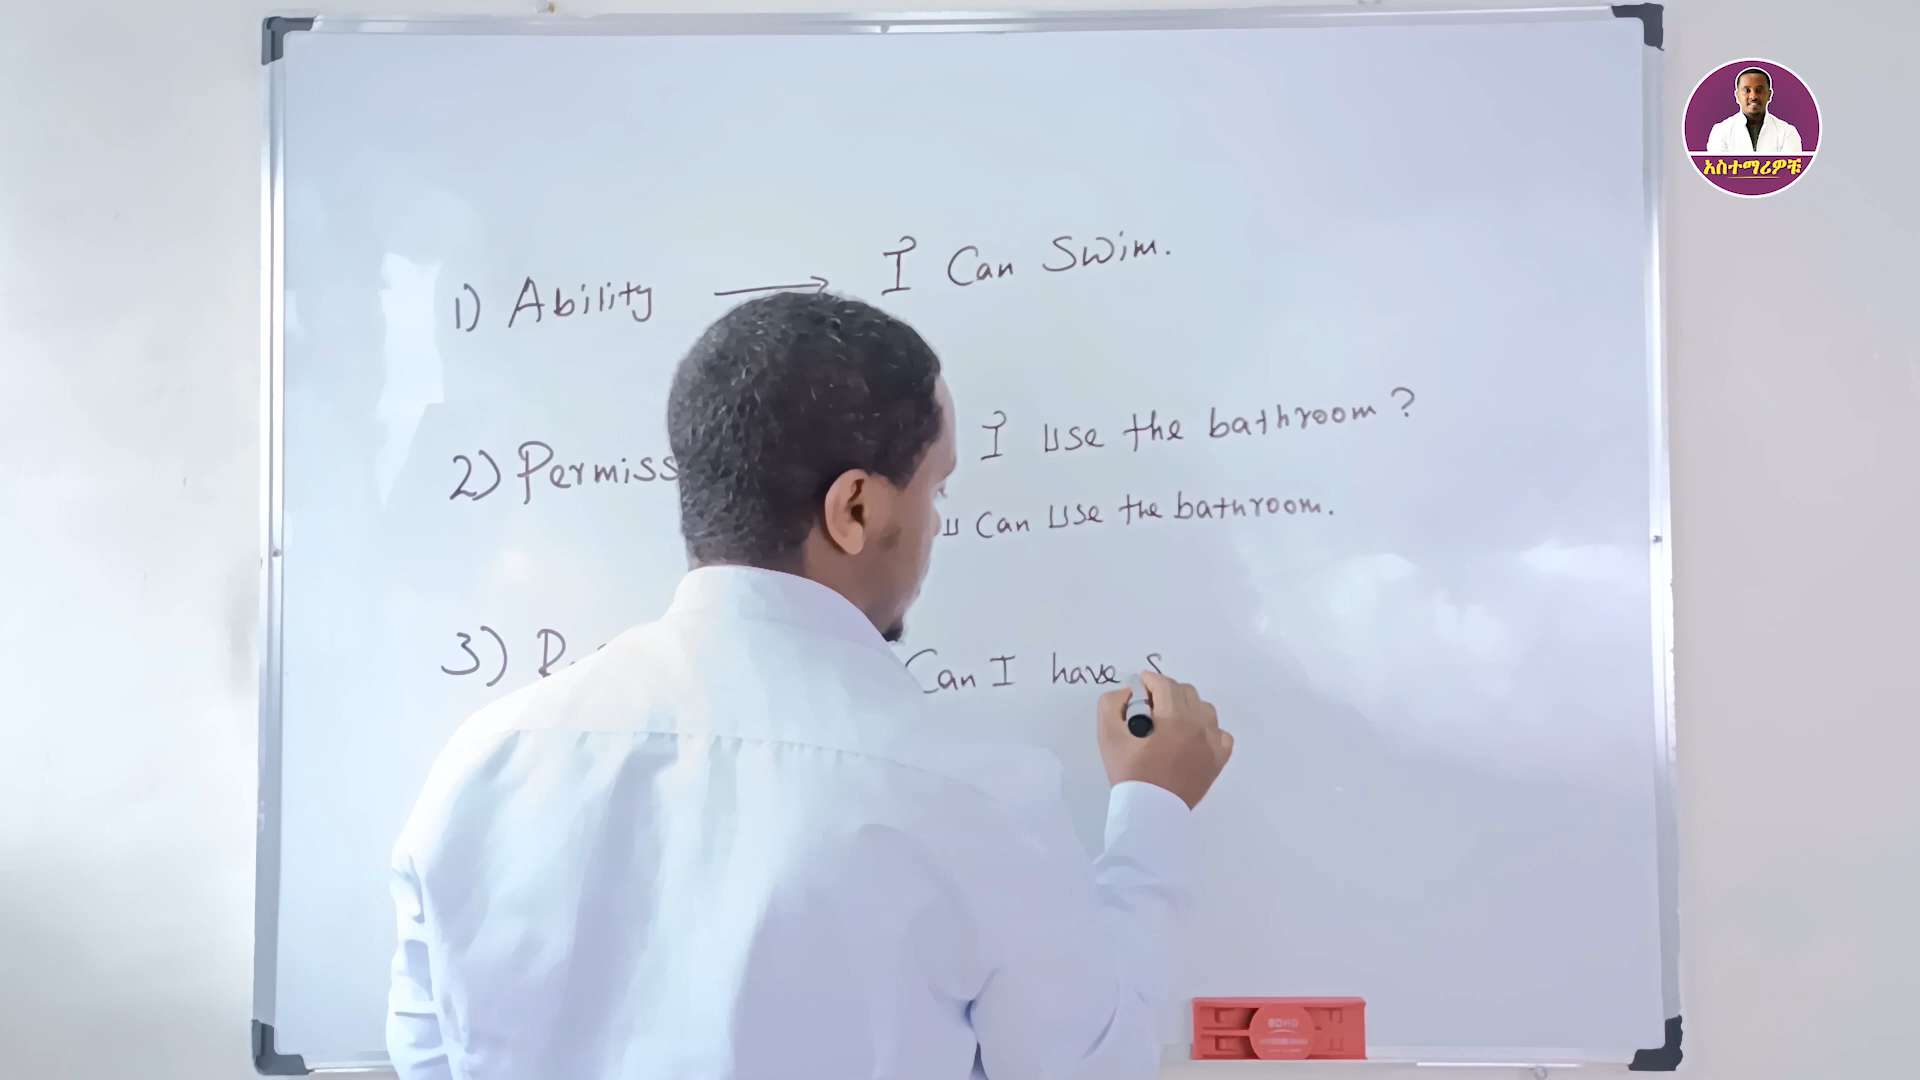 1) Ability → I Can Swim.
2) Permiss I Use the bathroom?
Can Use the bathroom.
3) Can I have S
አስተማሪዎቹ